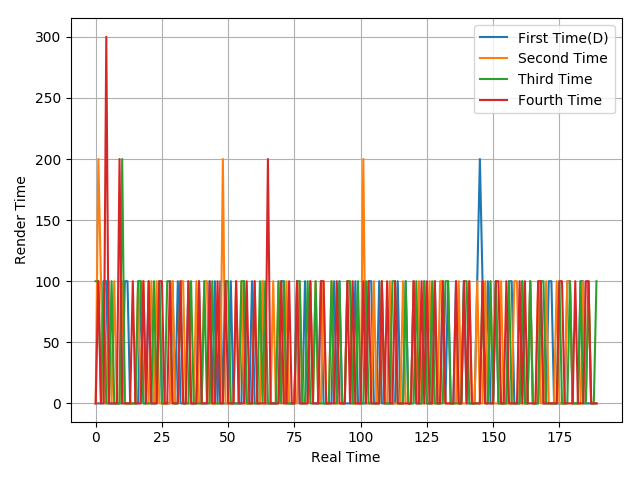 300
250
200
150
100
50
0
Render Time
First Time(D)
Second Time
Third Time
Fourth Time
0 25 50 75 100 125 150 175
Real Time